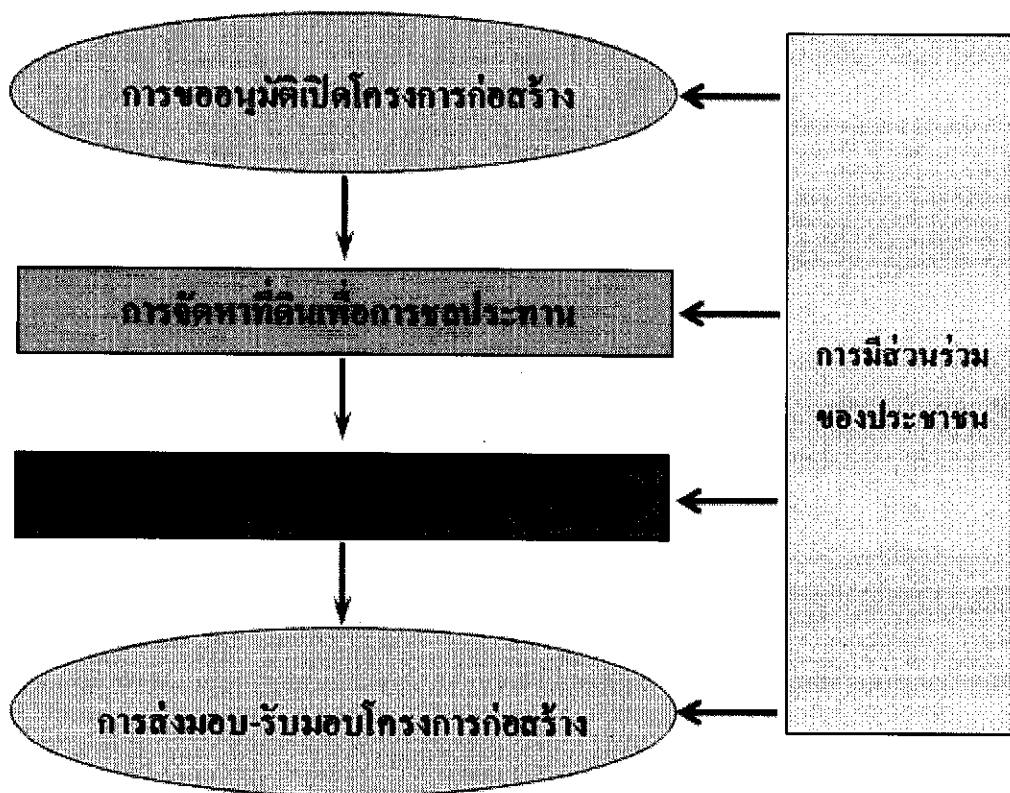 การขออนุมัติเปิดโครงการก่อสร้าง
การจัดหาที่ดินเพื่อการชลประทาน
การมีส่วนร่วม
ของประชาชน
การส่งมอบ-รับมอบโครงการก่อสร้าง